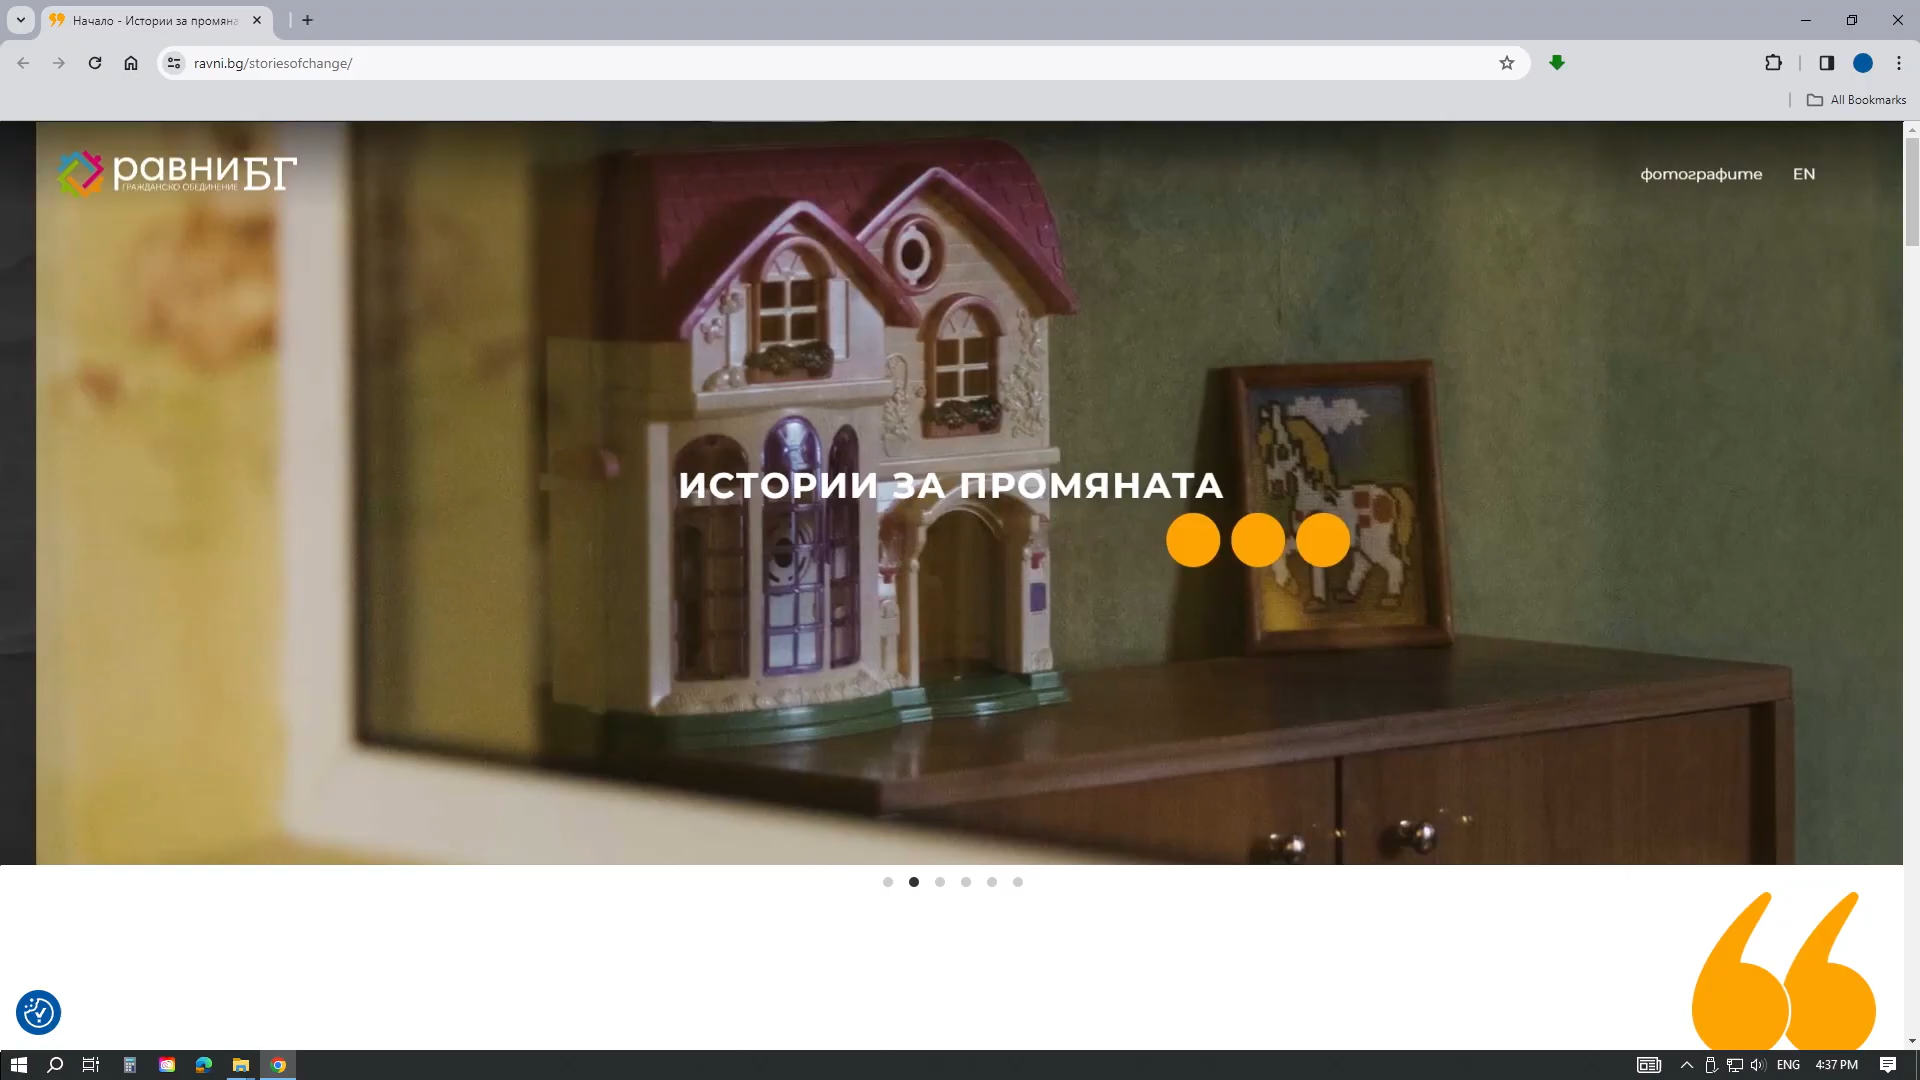 Начало - Истории за промяна
ravni.bg/storiesofchange/
All Bookmarks
равниБГ
ГРАЖДАНСКО ОБЕДИНЕНИЕ
фотографите
EN
ИСТОРИИ ЗА ПРОМЯНАТА
ENG
4:37 PM